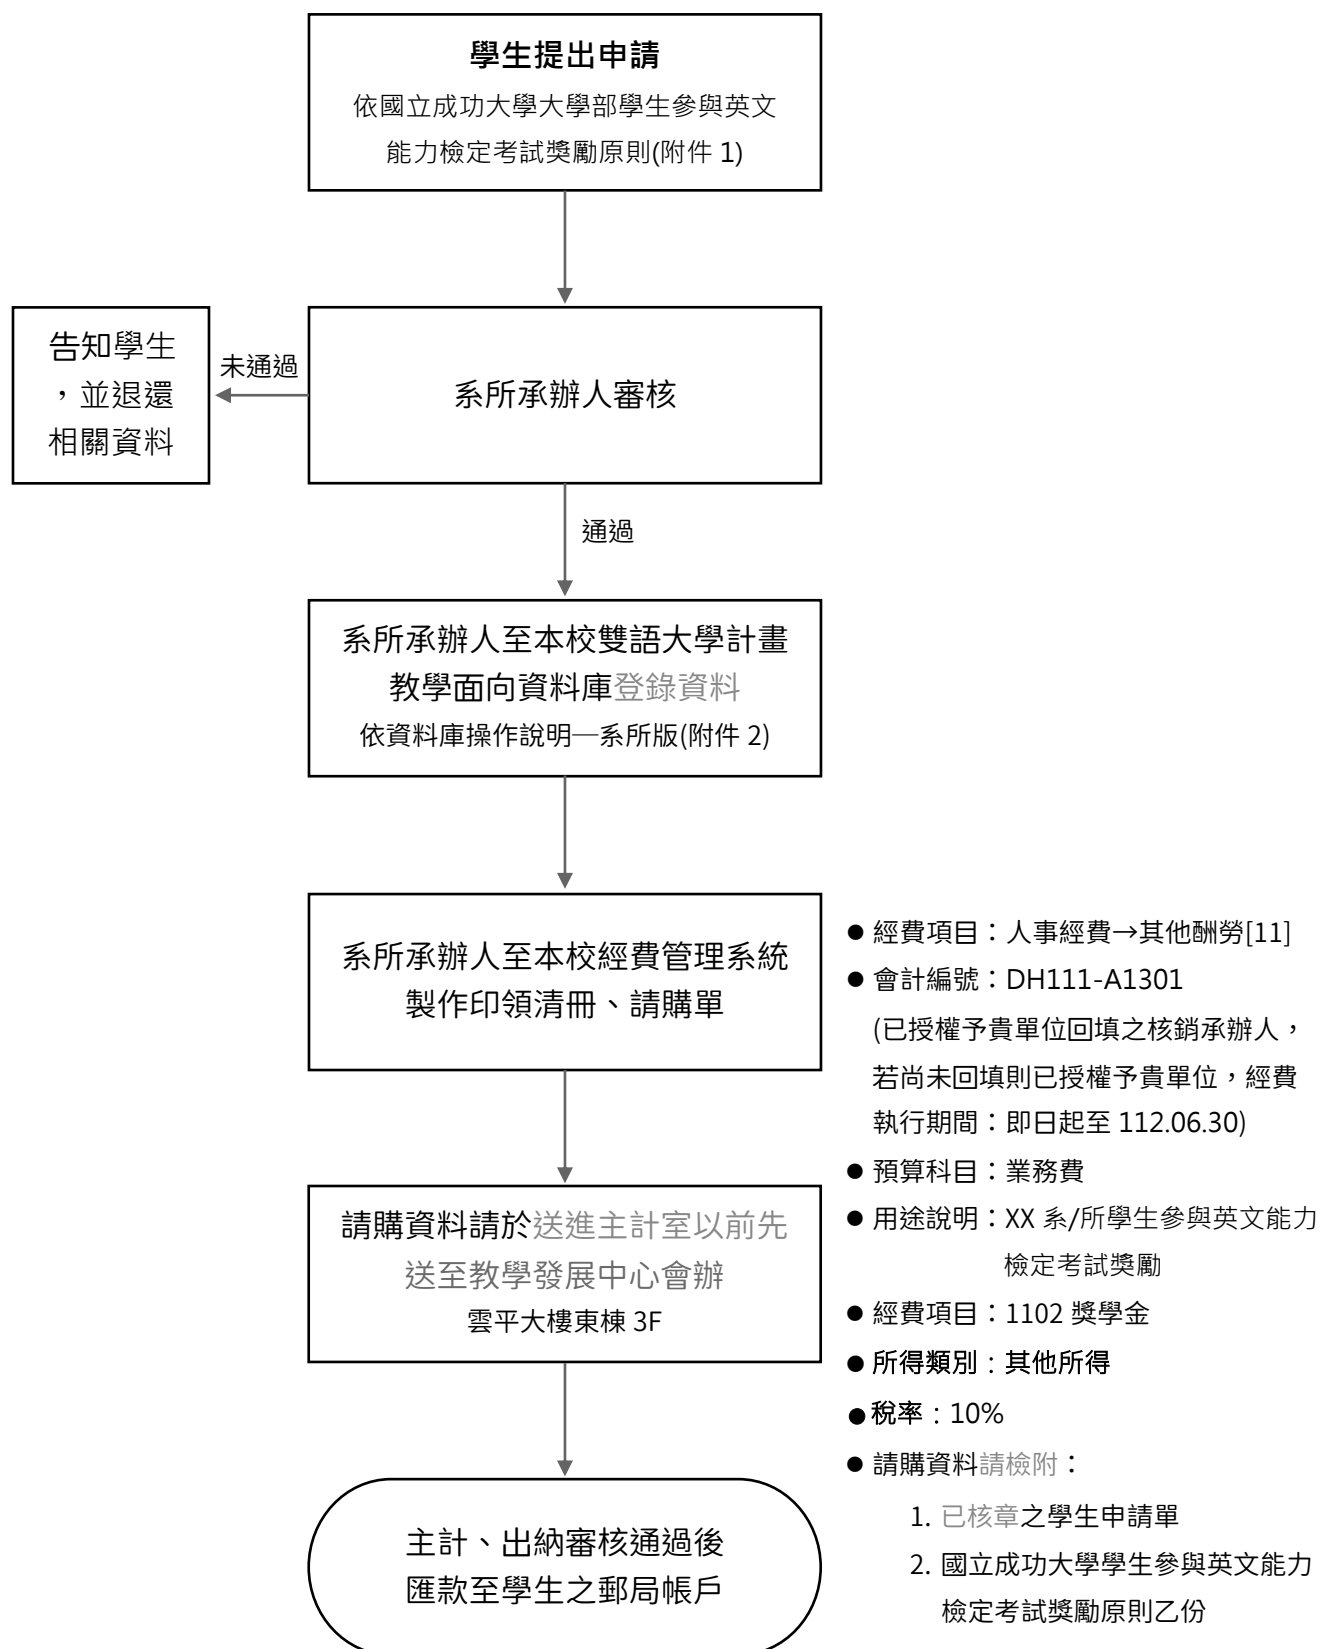 學生提出申請
依國立成功大學大學部學生參與英文
能力檢定考試獎勵原則(附件 1)
告知學生
，並退還
相關資料
未通過
系所承辦人審核
通過
系所承辦人至本校雙語大學計畫
教學面向資料庫登錄資料
依資料庫操作說明─系所版(附件 2)
系所承辦人至本校經費管理系統
製作印領清冊、請購單
● 經費項目：人事經費→其他酬勞[11]
● 會計編號：DH111-A1301
(已授權予貴單位回填之核銷承辦人，
若尚未回填則已授權予貴單位，經費
執行期間：即日起至 112.06.30)
● 預算科目：業務費
● 用途說明：XX 系/所學生參與英文能力
檢定考試獎勵
● 經費項目：1102 獎學金
● 所得類別：其他所得
● 稅率：10%
● 請購資料請檢附：
1. 已核章之學生申請單
2. 國立成功大學學生參與英文能力
檢定考試獎勵原則乙份
請購資料請於送進主計室以前先
送至教學發展中心會辦
雲平大樓東棟 3F
主計、出納審核通過後
匯款至學生之郵局帳戶